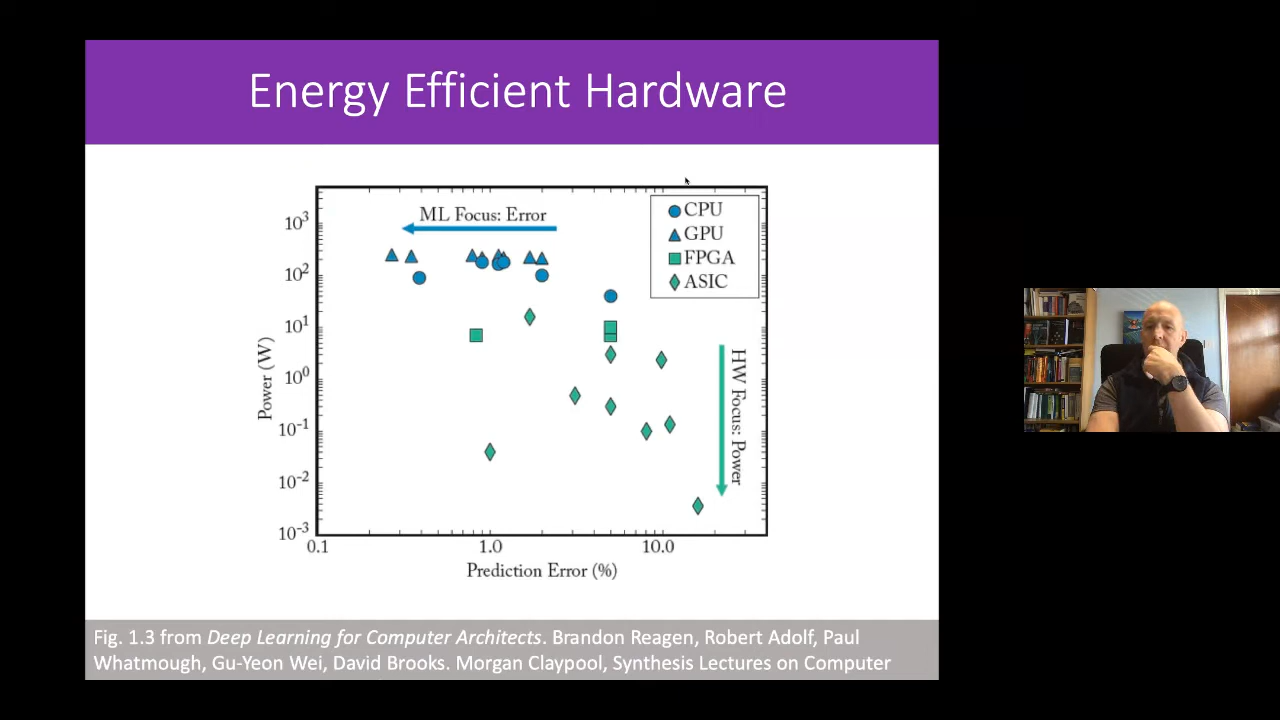 Energy Efficient Hardware
ML Focus: Error
CPU
GPU
FPGA
ASIC
HW Focus: Power
Power (W)
10³
10²
10¹
10⁰
10⁻¹
10⁻²
10⁻³
0.1
1.0
10.0
Prediction Error (%)
Fig. 1.3 from Deep Learning for Computer Architects. Brandon Reagen, Robert Adolf, Paul
Whatmough, Gu-Yeon Wei, David Brooks. Morgan Claypool, Synthesis Lectures on Computer